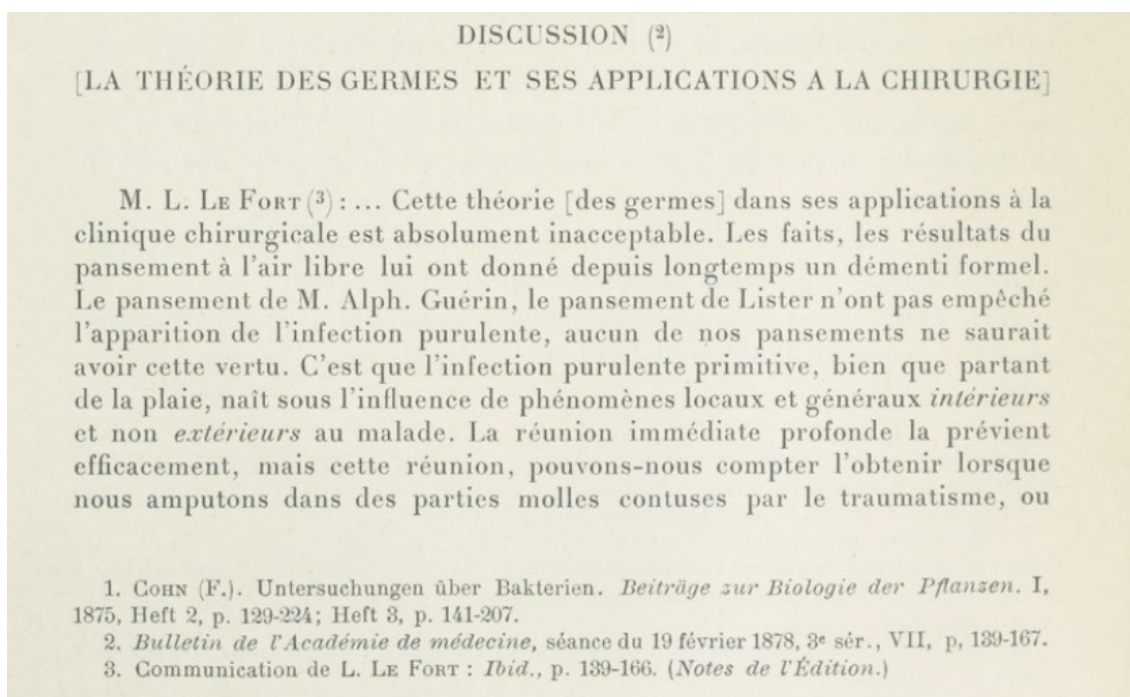 DISCUSSION (²)
[LA THÉORIE DES GERMES ET SES APPLICATIONS A LA CHIRURGIE]
M. L. LE FORT (³) : ... Cette théorie [des germes] dans ses applications à la
clinique chirurgicale est absolument inacceptable. Les faits, les résultats du
pansement à l'air libre lui ont donné depuis longtemps un démenti formel.
Le pansement de M. Alph. Guérin, le pansement de Lister n'ont pas empêché
l'apparition de l'infection purulente, aucun de nos pansements ne saurait
avoir cette vertu. C'est que l'infection purulente primitive, bien que partant
de la plaie, naît sous l'influence de phénomènes locaux et généraux intérieurs
et non extérieurs au malade. La réunion immédiate profonde la prévient
efficacement, mais cette réunion, pouvons-nous compter l'obtenir lorsque
nous amputons dans des parties molles contuses par le traumatisme, ou
1. COHN (F.). Untersuchungen über Bakterien. Beiträge zur Biologie der Pflanzen. I,
1875, Heft 2, p. 129-224; Heft 3, p. 141-207.
2. Bulletin de l'Académie de médecine, séance du 19 février 1878, 3e sér., VII, p, 139-167.
3. Communication de L. LE FORT : Ibid., p. 139-166. (Notes de l'Édition.)